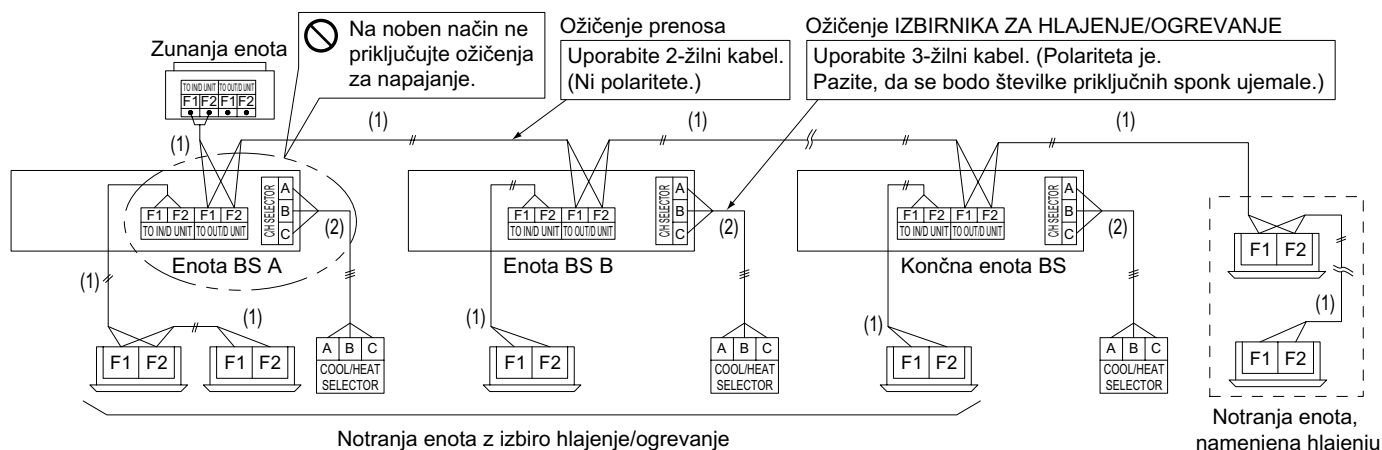 Zunanja enota
Na noben način ne
priključujte ožičenja
za napajanje.
Ožičenje prenosa
Uporabite 2-žilni kabel.
(Ni polaritete.)
Ožičenje IZBIRNIKA ZA HLAJENJE/OGREVANJE
Uporabite 3-žilni kabel. (Polariteta je.
Pazite, da se bodo številke priključnih sponk ujemale.)
TO IN/D UNIT TO OUT/D UNIT
F1 F2 F1 F2
(1)
(1)
(1)
(1)
F1 F2 F1 F2
TO IN/D UNIT TO OUT/D UNIT
C/H SELECTOR
A
B
C
(2)
Enota BS A
F1 F2 F1 F2
TO IN/D UNIT TO OUT/D UNIT
C/H SELECTOR
A
B
C
(2)
Enota BS B
F1 F2 F1 F2
TO IN/D UNIT TO OUT/D UNIT
C/H SELECTOR
A
B
C
(2)
Končna enota BS
F1 F2
(1)
(1)
F1 F2
F1 F2
A B C
COOL/HEAT
SELECTOR
(1)
F1 F2
A B C
COOL/HEAT
SELECTOR
(1)
F1 F2
A B C
COOL/HEAT
SELECTOR
(1)
F1 F2
Notranja enota z izbiro hlajenje/ogrevanje
Notranja enota,
namenjena hlajenju